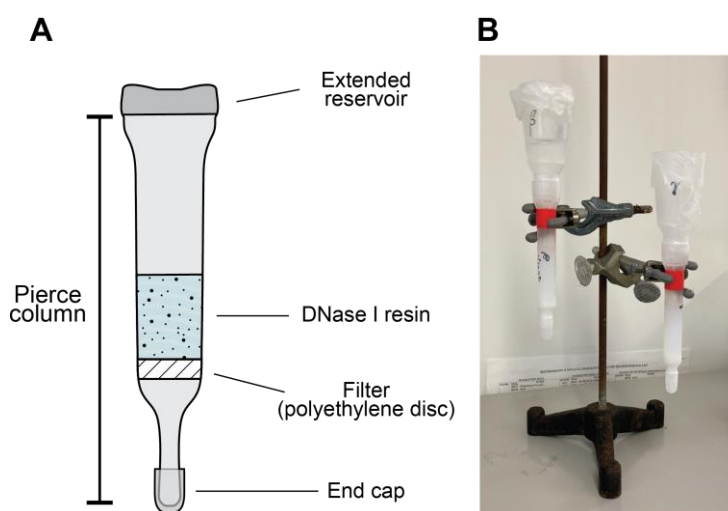 A
B
Extended
reservoir
Pierce
column
DNase I resin
Filter
(polyethylene disc)
End cap